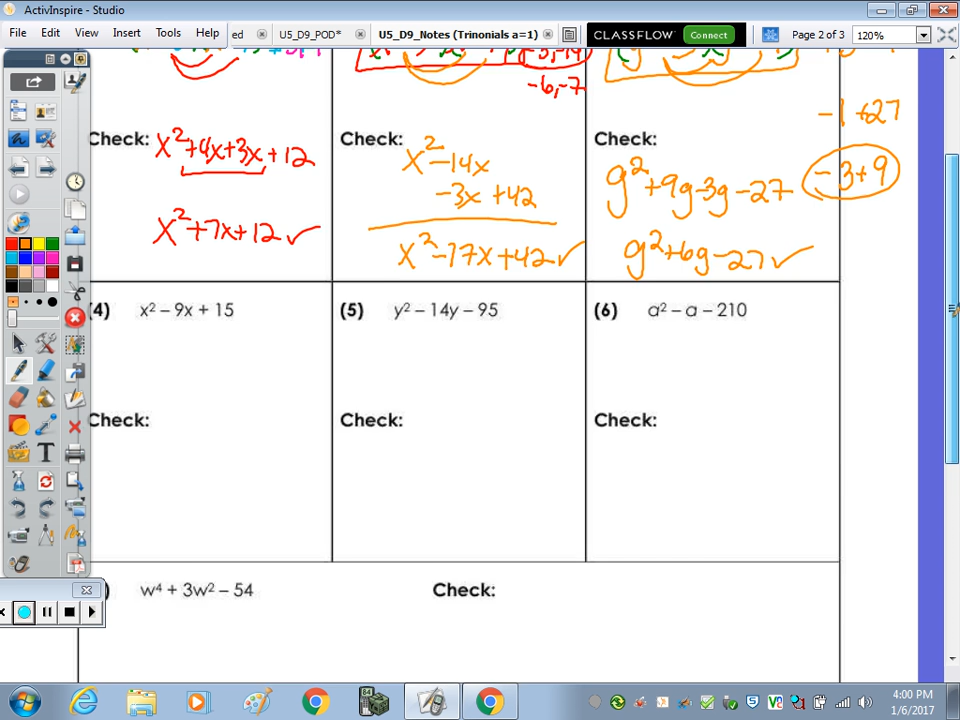 ActivInspire - Studio
File Edit View Insert Tools Help ed U5_D9_POD* U5_D9_Notes (Trinonials a=1) CLASSFLOW Connect Page 2 of 3 120%
-6,-7
-1 +27
-3+9
Check: x²+4x+3x+12
x²+7x+12✓
Check: x²-14x
-3x +42
x²-17x+42✓
Check: g²+9g-3g-27
g²+6g-27✓
(4) x² – 9x + 15
Check:
(5) y² – 14y – 95
Check:
(6) a² – a – 210
Check:
w⁴ + 3w² – 54 Check:
4:00 PM
1/6/2017